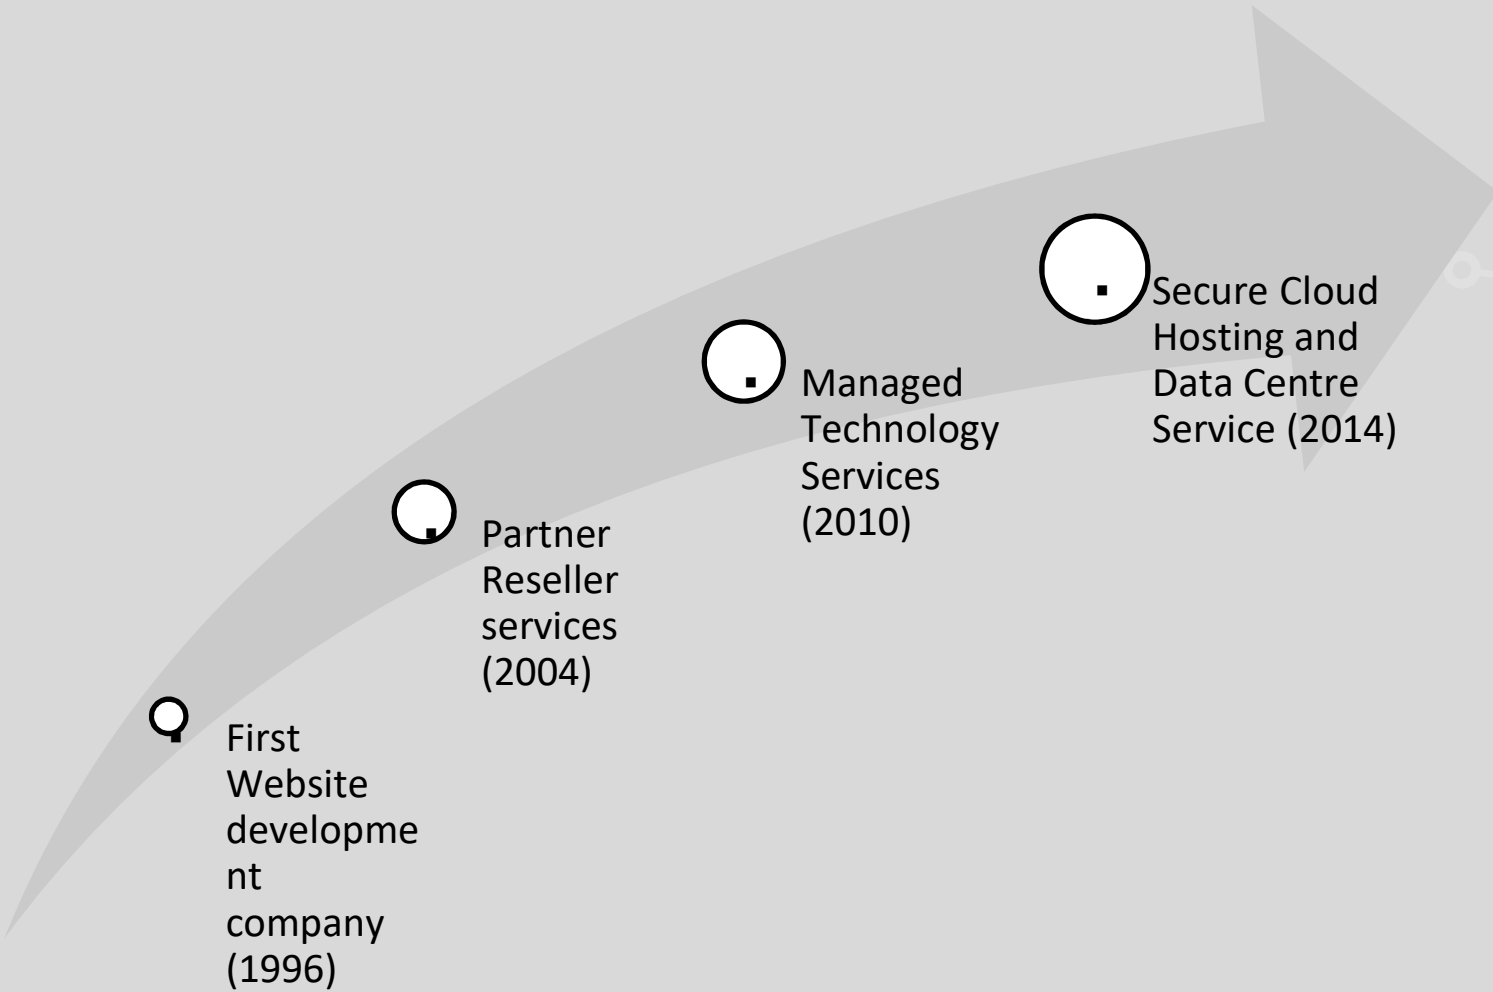 First
Website
developme
nt
company
(1996)
Partner
Reseller
services
(2004)
Managed
Technology
Services
(2010)
Secure Cloud
Hosting and
Data Centre
Service (2014)